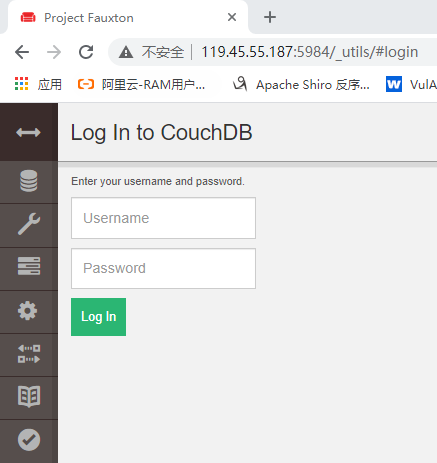 Project Fauxton
不安全 119.45.55.187:5984/_utils/#login
应用 阿里云-RAM用户... Apache Shiro 反序... VulA
Log In to CouchDB
Enter your username and password.
Username
Password
Log In